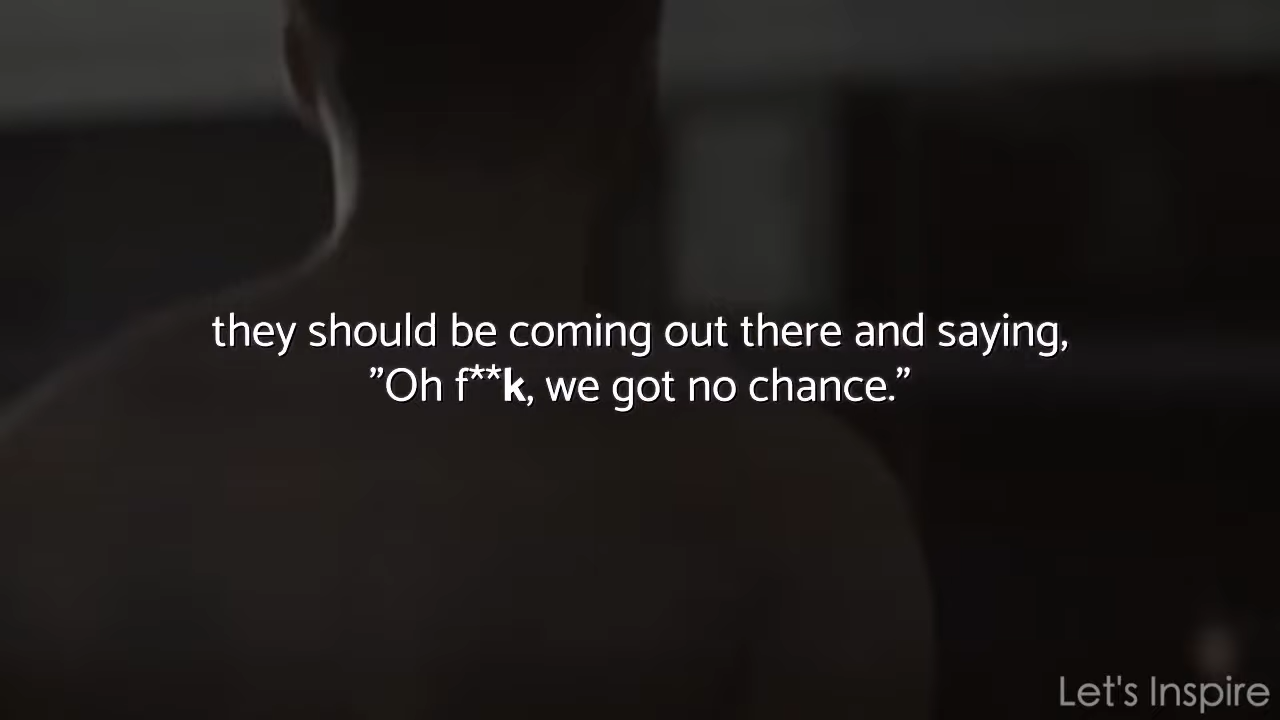 they should be coming out there and saying,
”Oh f**k, we got no chance.”
Let's Inspire